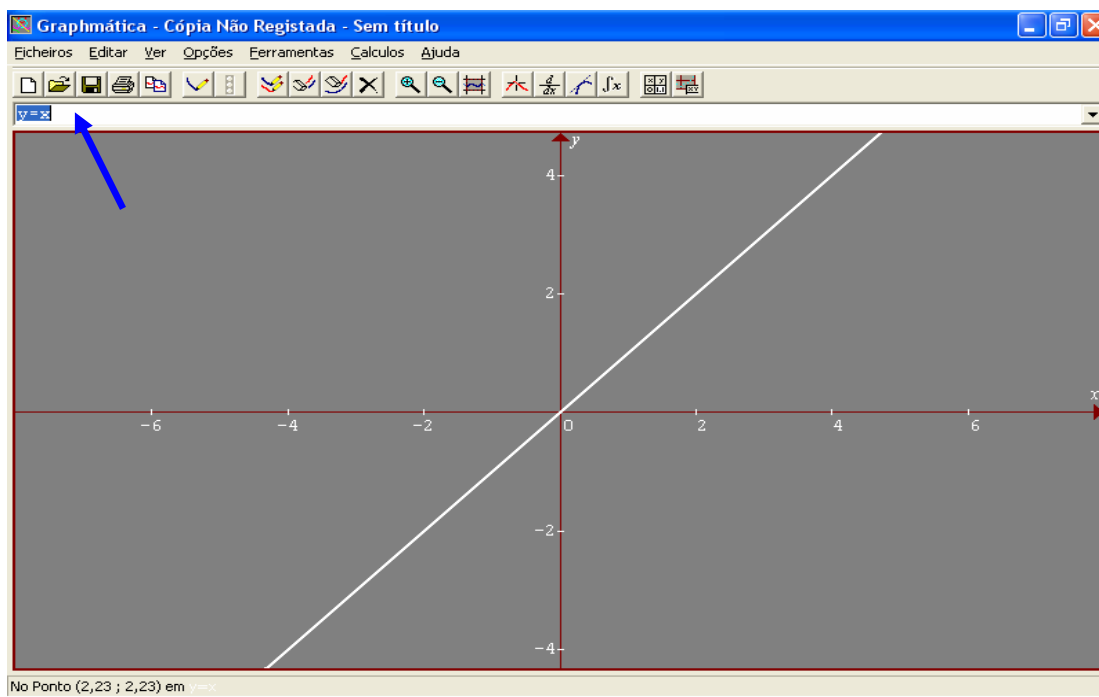 Graphmática - Cópia Não Registada - Sem título
Ficheiros Editar Ver Opções Ferramentas Calculos Ajuda
y=x
y
4
2
x
-6 -4 -2 0 2 4 6
-2
-4
No Ponto (2,23 ; 2,23) em y=x